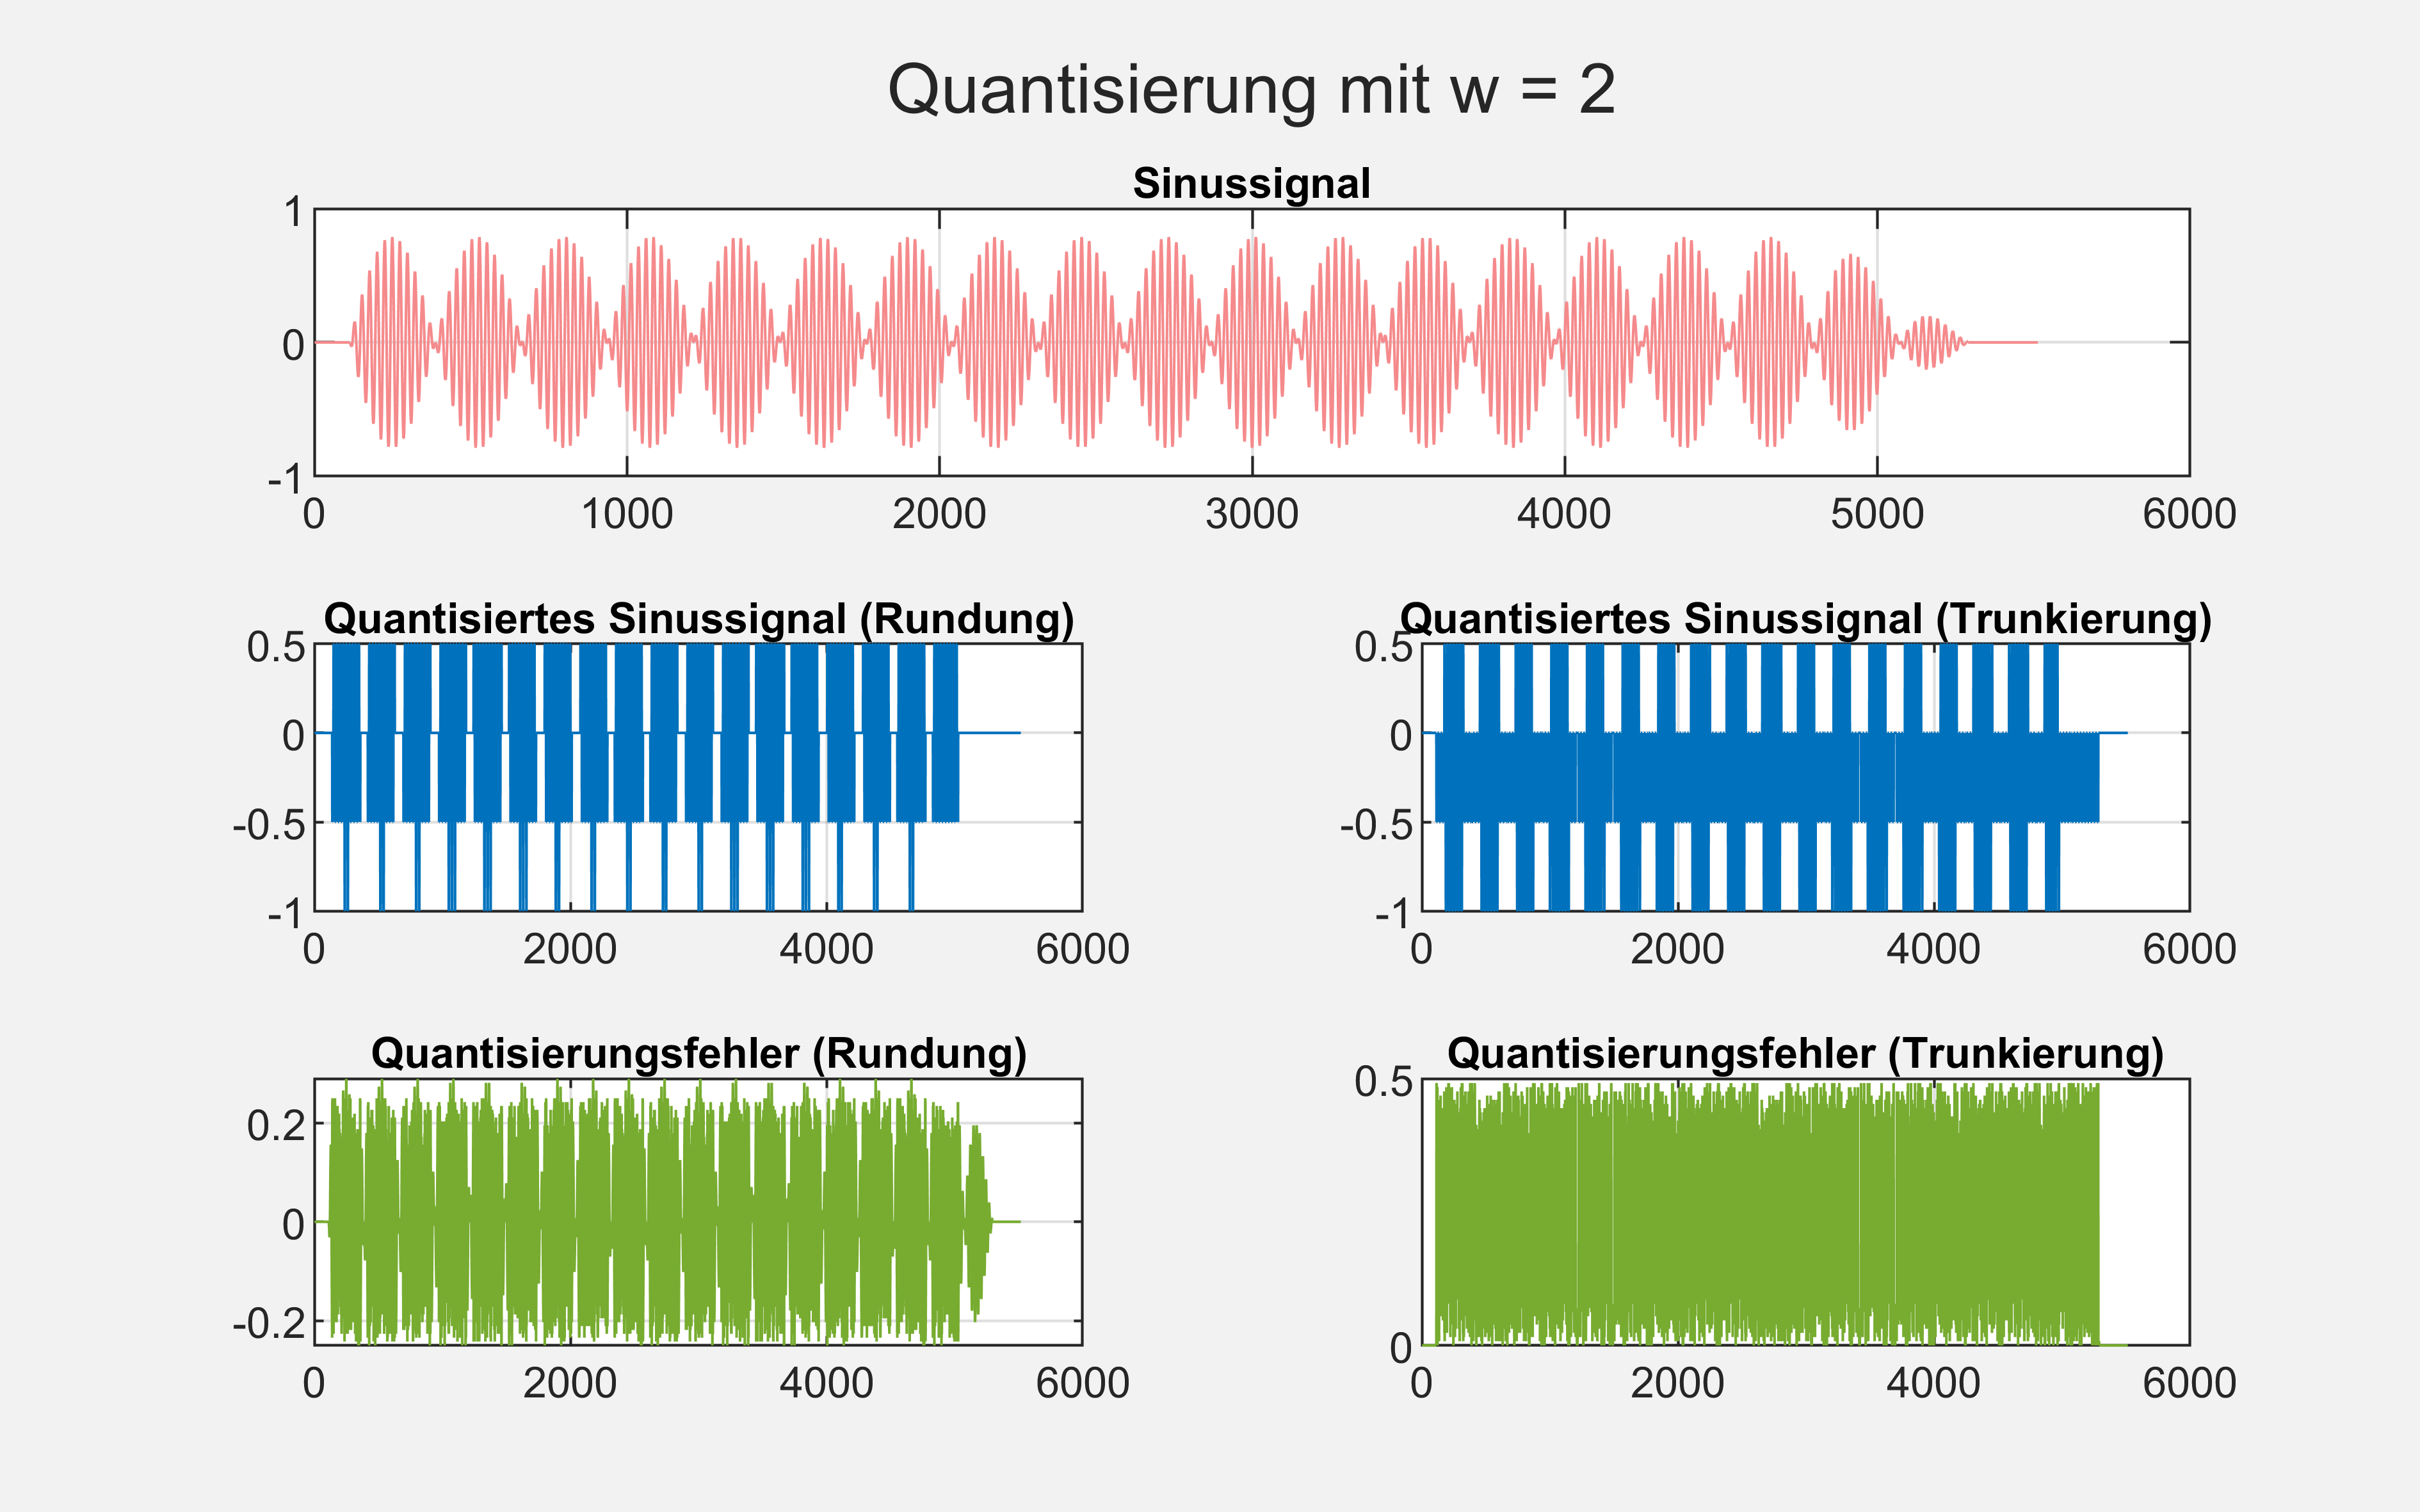 Quantisierung mit w = 2
Sinussignal
1
0
-1
0 1000 2000 3000 4000 5000 6000
Quantisiertes Sinussignal (Rundung)
0.5
0
-0.5
-1
0 2000 4000 6000
Quantisiertes Sinussignal (Trunkierung)
0.5
0
-0.5
-1
0 2000 4000 6000
Quantisierungsfehler (Rundung)
0.2
0
-0.2
0 2000 4000 6000
Quantisierungsfehler (Trunkierung)
0.5
0
0 2000 4000 6000